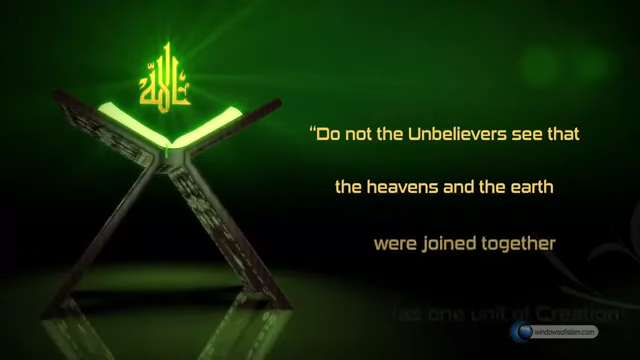 الله
“Do not the Unbelievers see that
the heavens and the earth
were joined together
(as one unit of Creation)
windowsofislam.com